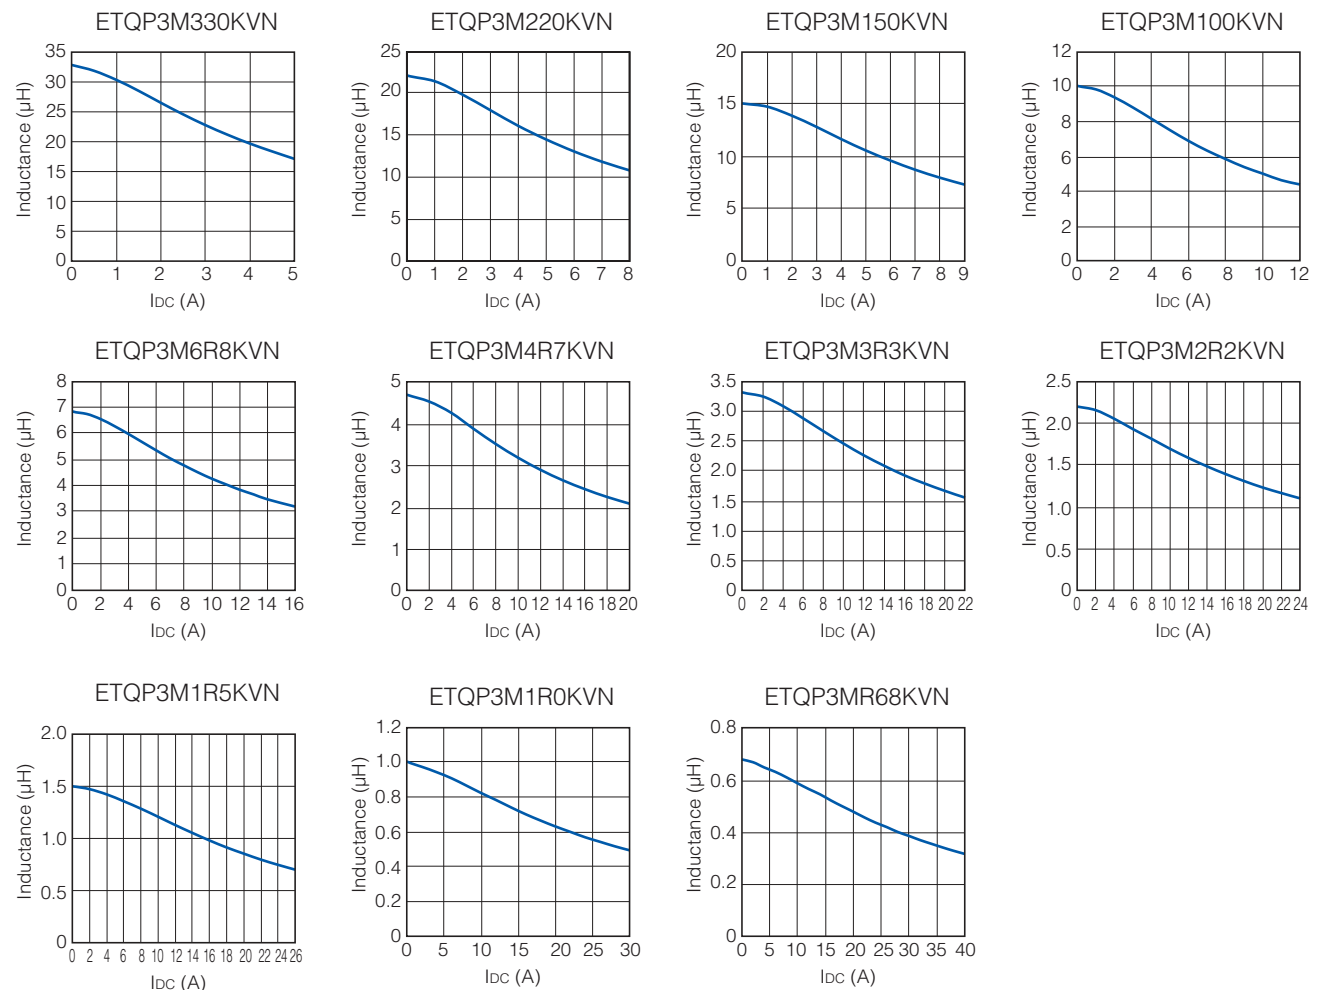 ETQP3M330KVN
Inductance (µH)
35
30
25
20
15
10
5
0
0 1 2 3 4 5
IDC (A)
ETQP3M220KVN
Inductance (µH)
25
20
15
10
5
0
0 1 2 3 4 5 6 7 8
IDC (A)
ETQP3M150KVN
Inductance (µH)
20
15
10
5
0
0 1 2 3 4 5 6 7 8 9
IDC (A)
ETQP3M100KVN
Inductance (µH)
12
10
8
6
4
2
0
0 2 4 6 8 10 12
IDC (A)
ETQP3M6R8KVN
Inductance (µH)
8
7
6
5
4
3
2
1
0
0 2 4 6 8 10 12 14 16
IDC (A)
ETQP3M4R7KVN
Inductance (µH)
5
4
3
2
1
0
0 2 4 6 8 10 12 14 16 18 20
IDC (A)
ETQP3M3R3KVN
Inductance (µH)
3.5
3.0
2.5
2.0
1.5
1.0
0.5
0
0 2 4 6 8 10 12 14 16 18 20 22
IDC (A)
ETQP3M2R2KVN
Inductance (µH)
2.5
2.0
1.5
1.0
0.5
0
0 2 4 6 8 10 12 14 16 18 20 22 24
IDC (A)
ETQP3M1R5KVN
Inductance (µH)
2.0
1.5
1.0
0.5
0
0 2 4 6 8 10 12 14 16 18 20 22 24 26
IDC (A)
ETQP3M1R0KVN
Inductance (µH)
1.2
1.0
0.8
0.6
0.4
0.2
0
0 5 10 15 20 25 30
IDC (A)
ETQP3MR68KVN
Inductance (µH)
0.8
0.6
0.4
0.2
0
0 5 10 15 20 25 30 35 40
IDC (A)